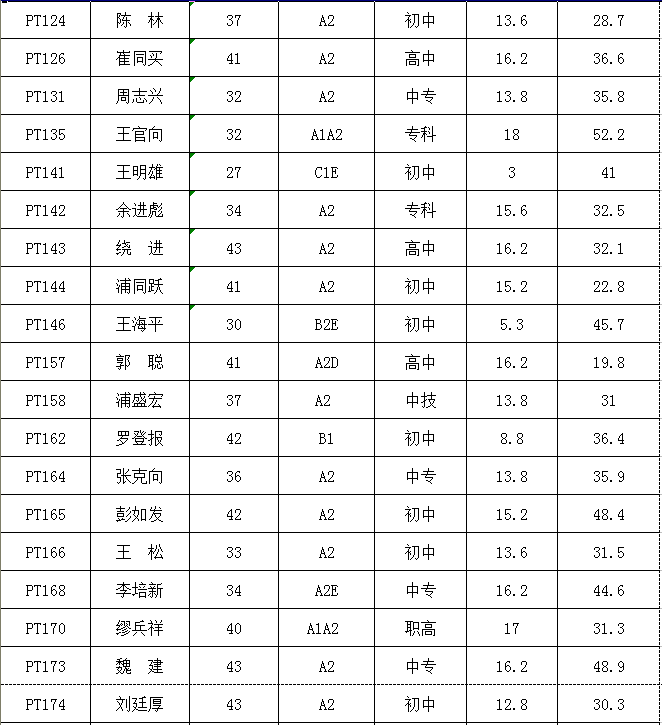 PT124 陈 林 37 A2 初中 13.6 28.7
PT126 崔同买 41 A2 高中 16.2 36.6
PT131 周志兴 32 A2 中专 13.8 35.8
PT135 王官向 32 A1A2 专科 18 52.2
PT141 王明雄 27 C1E 初中 3 41
PT142 余进彪 34 A2 专科 15.6 32.5
PT143 绕 进 43 A2 高中 16.2 32.1
PT144 浦同跃 41 A2 初中 15.2 22.8
PT146 王海平 30 B2E 初中 5.3 45.7
PT157 郭 聪 41 A2D 高中 16.2 19.8
PT158 浦盛宏 37 A2 中技 13.8 31
PT162 罗登报 42 B1 初中 8.8 36.4
PT164 张克向 36 A2 中专 13.8 35.9
PT165 彭如发 42 A2 初中 15.2 48.4
PT166 王 松 33 A2 初中 13.6 31.5
PT168 李培新 34 A2E 中专 16.2 44.6
PT170 缪兵祥 40 A1A2 职高 17 31.3
PT173 魏 建 43 A2 中专 16.2 48.9
PT174 刘廷厚 43 A2 初中 12.8 30.3